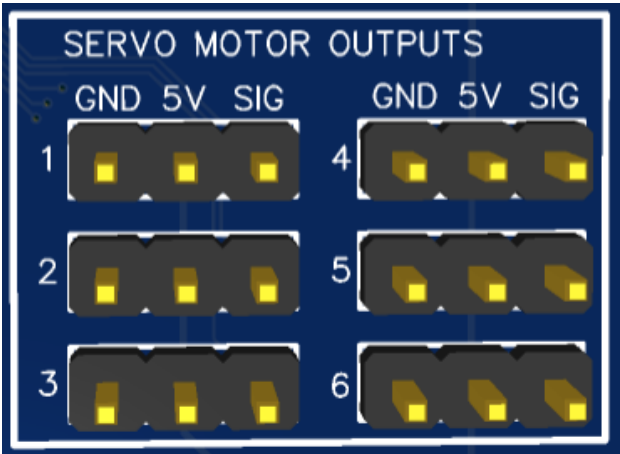 SERVO MOTOR OUTPUTS
GND 5V SIG GND 5V SIG
1 4
2 5
3 6